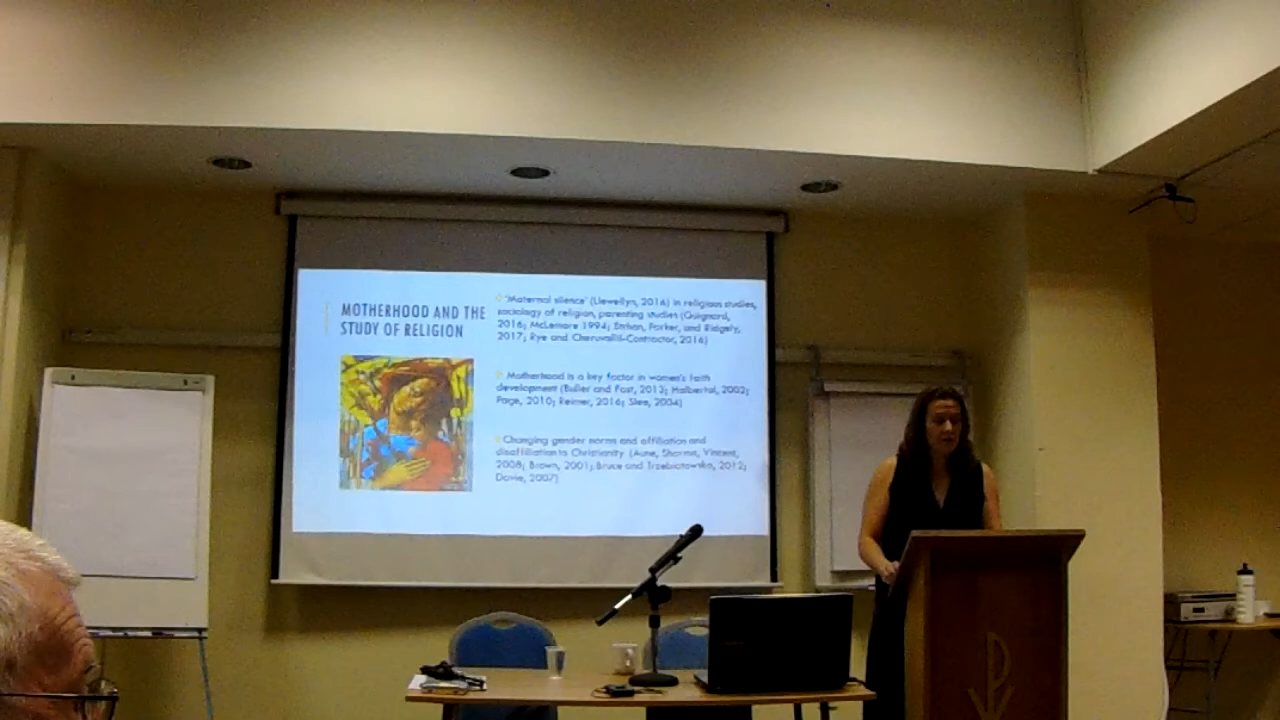 MOTHERHOOD AND THE
STUDY OF RELIGION
'Maternal silence' (Llewellyn, 2016) in religious studies,
sociology of religion, parenting studies (Guignard,
2016; McLemore 1994; Strhan, Parker, and Ridgely,
2017; Rye and Cheruvallil-Contractor, 2016)
Motherhood is a key factor in women's faith
development (Buller and Fast, 2013; Halbertal, 2002;
Page, 2010; Reimer, 2016; Slee, 2004)
Changing gender norms and affiliation and
disaffiliation to Christianity (Aune, Sharma, Vincent,
2008; Brown, 2001; Bruce and Trzebiatowska, 2012;
Davie, 2007)